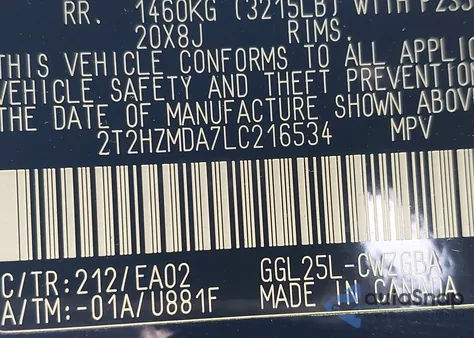 RR. 1460KG (3215LB) WITH P235
20X8J RIMS.
THIS VEHICLE CONFORMS TO ALL APPLIC
VEHICLE SAFETY AND THEFT PREVENTION
THE DATE OF MANUFACTURE SHOWN ABOV
2T2HZMDA7LC216534 MPV
C/TR:212/EA02 GGL25L-CWZGBA
A/TM:-01A/U881F MADE IN CANADA
autoSnap